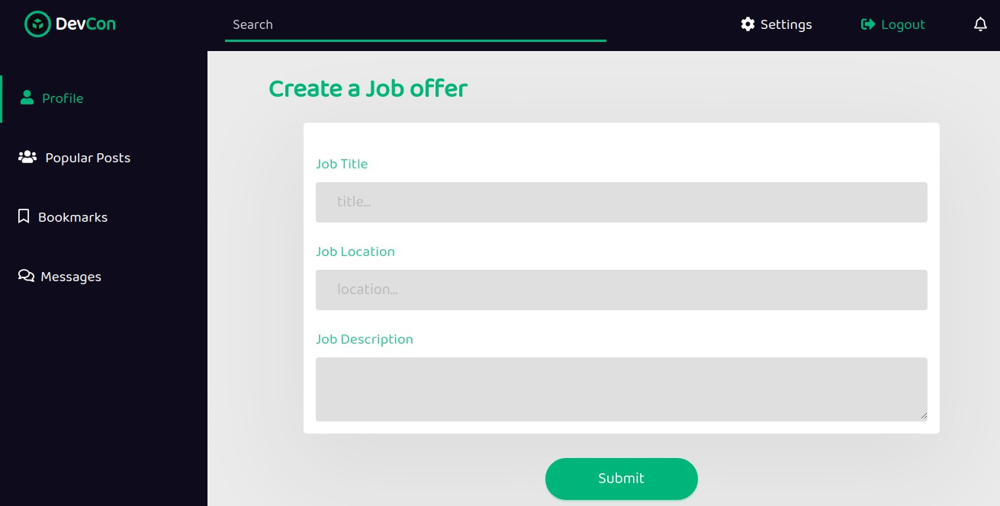 DevCon
Search
Settings
Logout
Profile
Popular Posts
Bookmarks
Messages
Create a Job offer
Job Title
title...
Job Location
location...
Job Description
Submit